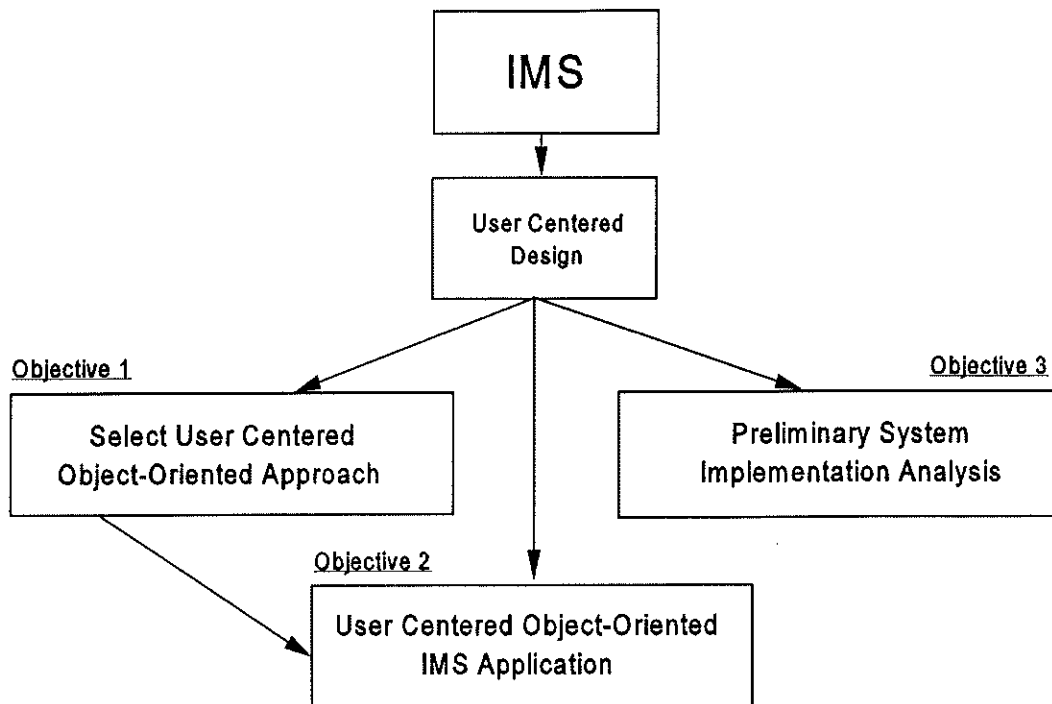 IMS
User Centered
Design
Objective 1
Select User Centered
Object-Oriented Approach
Objective 3
Preliminary System
Implementation Analysis
Objective 2
User Centered Object-Oriented
IMS Application